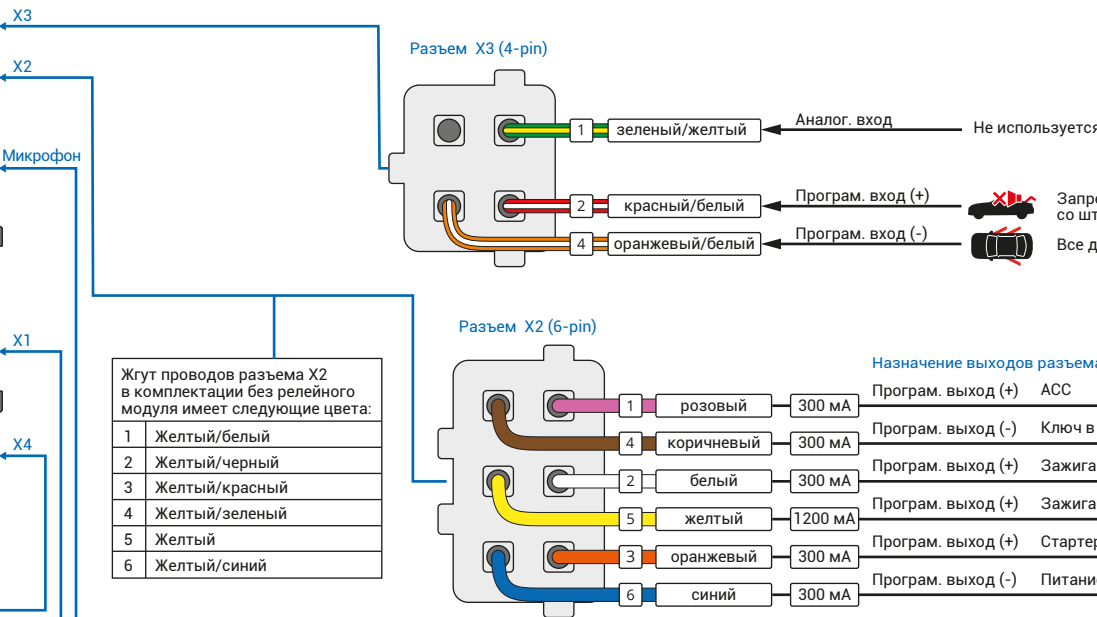 X3
Разъем X3 (4-pin)
X2
1
зеленый/желтый
Аналог. вход
Не используется
Микрофон
2
красный/белый
Програм. вход (+)
4
оранжевый/белый
Програм. вход (-)
Все
X1
X4
Жгут проводов разъема X2
в комплектации без релейного
модуля имеет следующие цвета:
1 Желтый/белый
2 Желтый/черный
3 Желтый/красный
4 Желтый/зеленый
5 Желтый
6 Желтый/синий
Разъем X2 (6-pin)
Назначение выходов разъема
1
розовый
300 мА
Програм. выход (+)
ACC
4
коричневый
300 мА
Програм. выход (-)
Ключ в
2
белый
300 мА
Програм. выход (+)
5
желтый
1200 мА
Програм. выход (+)
3
оранжевый
300 мА
Програм. выход (+)
Стартер
6
синий
300 мА
Програм. выход (-)